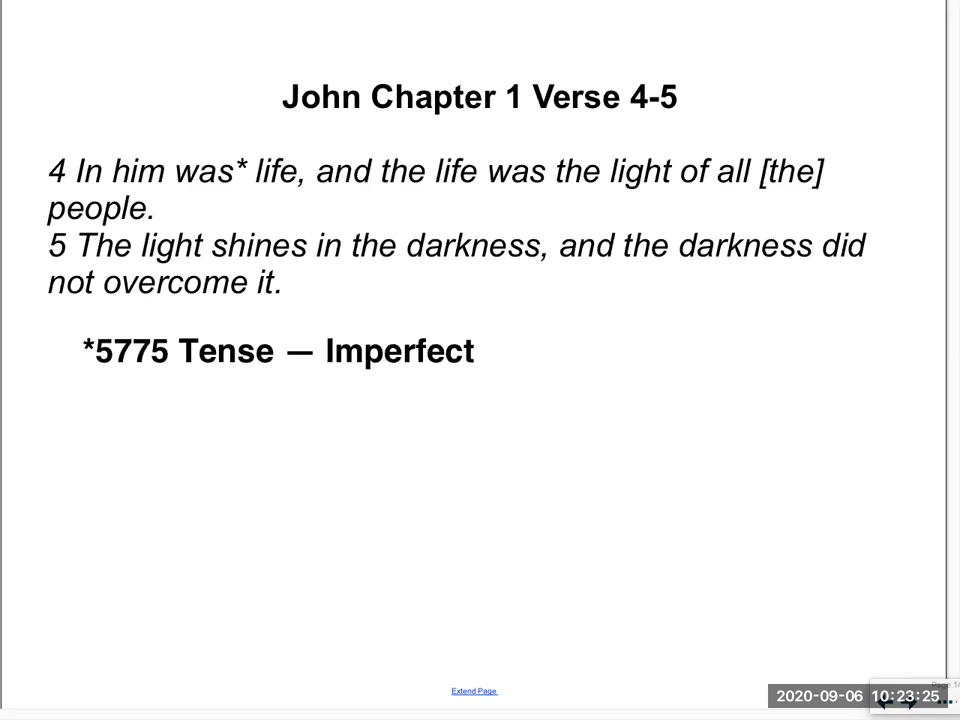 John Chapter 1 Verse 4-5
4 In him was* life, and the life was the light of all [the]
people.
5 The light shines in the darkness, and the darkness did
not overcome it.
*5775 Tense — Imperfect
Extend Page
2020-09-06 10:23:25